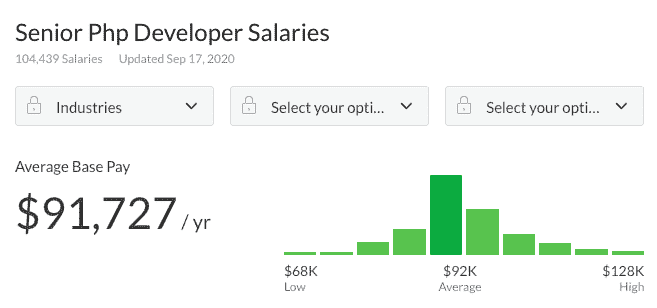 Senior Php Developer Salaries
104,439 Salaries Updated Sep 17, 2020
Industries Select your opti... Select your opti...
Average Base Pay
$91,727 / yr
$68K $92K $128K
Low Average High